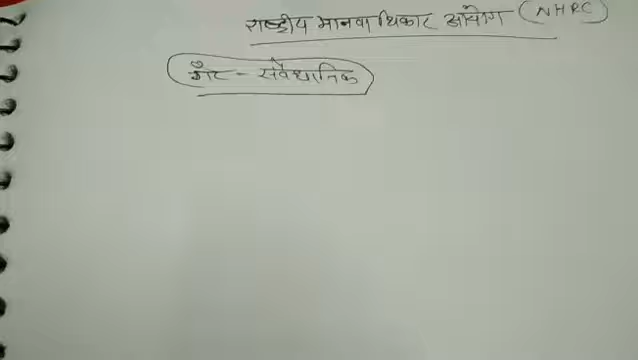 राष्ट्रीय मानवाधिकार आयोग (NHRC)
गैर - संवैधानिक